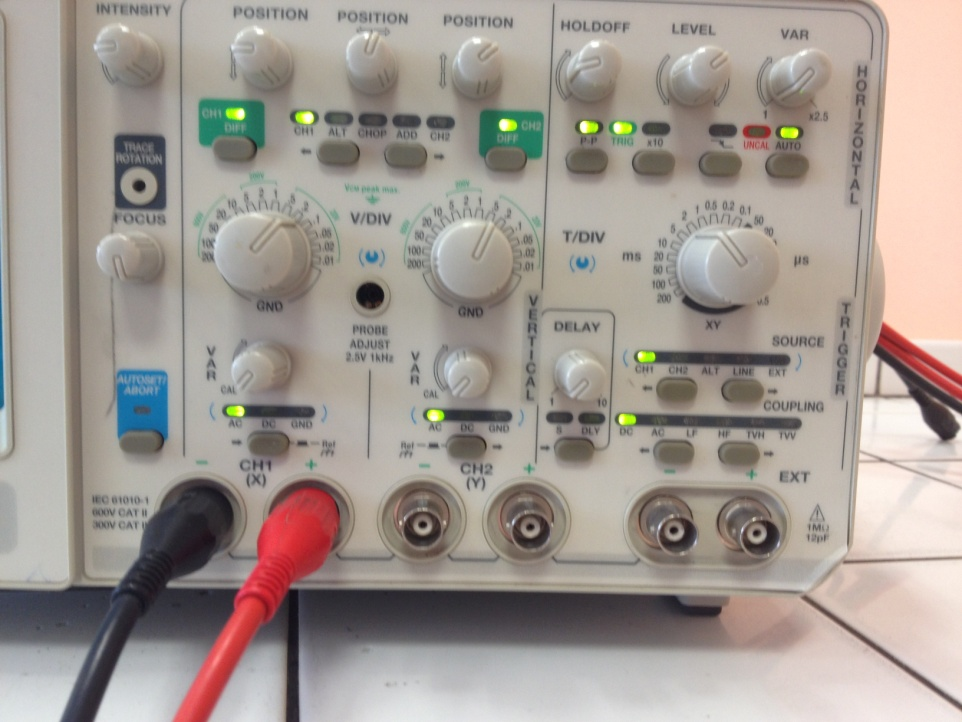 INTENSITY
POSITION
POSITION
POSITION
HOLDOFF
LEVEL
VAR
1
x2.5
HORIZONTAL
CH1
DIFF
CH1
ALT
CHOP
ADD
CH2
CH2
DIFF
P-P
TRIG
x10
UNCAL
AUTO
TRACE
ROTATION
FOCUS
V/DIV
200
100
50
20
10
5
2
1
.5
.2
.1
.05
.02
.01
GND
200
100
50
20
10
5
2
1
.5
.2
.1
.05
.02
.01
GND
T/DIV
ms
µs
200
100
50
20
10
5
2
1
0.5
0.2
0.1
50
0.5
XY
PROBE
ADJUST
2.5V 1kHz
VERTICAL
TRIGGER
DELAY
1
10
S
DLY
VAR
CAL
VAR
CAL
AUTOSET/
ABORT
AC
DC
GND
Ref
AC
DC
GND
Ref
SOURCE
CH1
CH2
ALT
LINE
EXT
COUPLING
DC
AC
LF
HF
TVH
TVV
CH1
(X)
CH2
(Y)
EXT
IEC 61010-1
600V CAT II
300V CAT
1MΩ
12pF